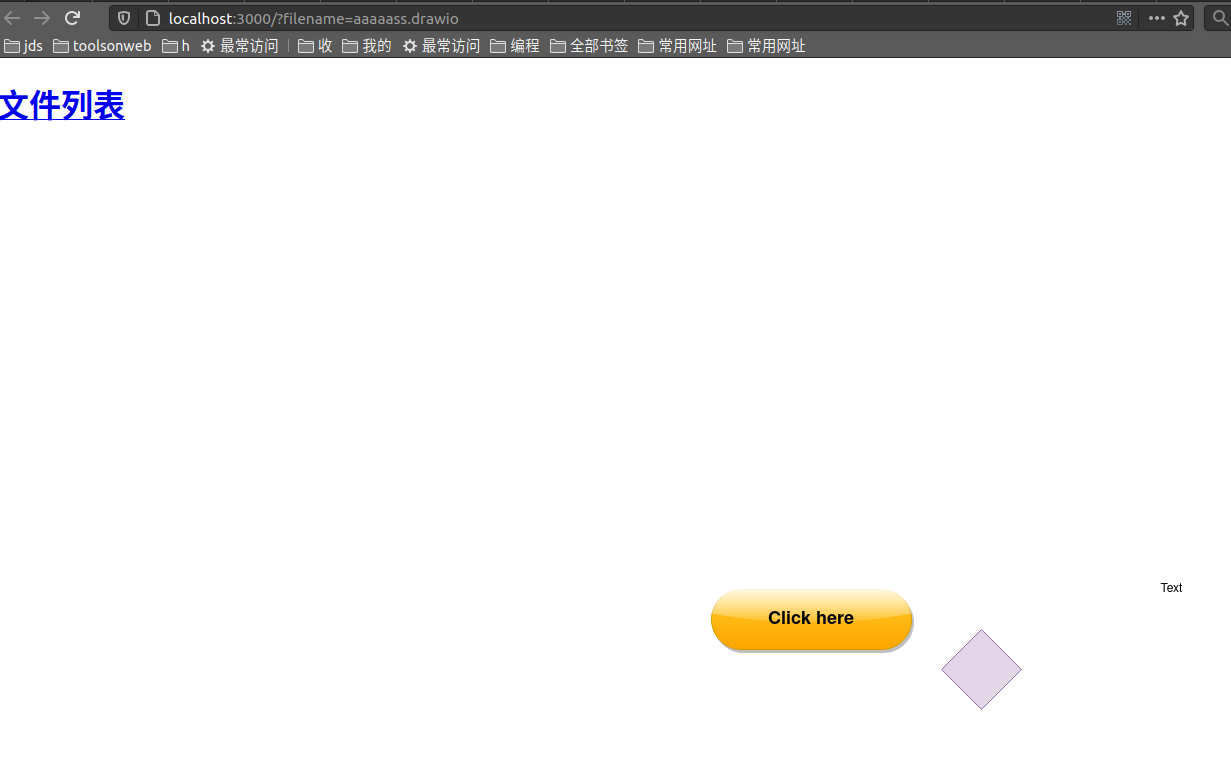 localhost:3000/?filename=aaaaass.drawio
jds toolsonweb h 最常访问 收 我的 最常访问 编程 全部书签 常用网址 常用网址
文件列表
Text
Click here